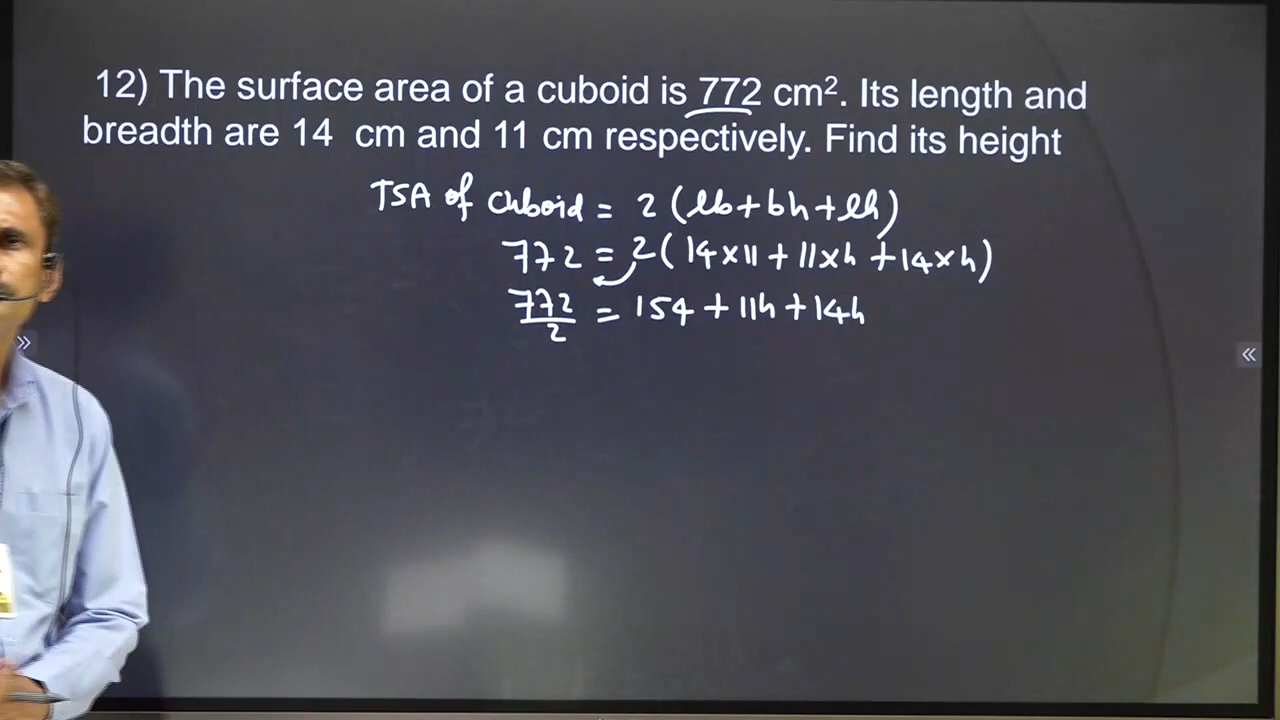 12) The surface area of a cuboid is 772 cm². Its length and
breadth are 14 cm and 11 cm respectively. Find its height
TSA of cuboid = 2 (lb+bh+lh)
772 = 2(14×11 + 11×h +14×h)
772/2 = 154 + 11h + 14h